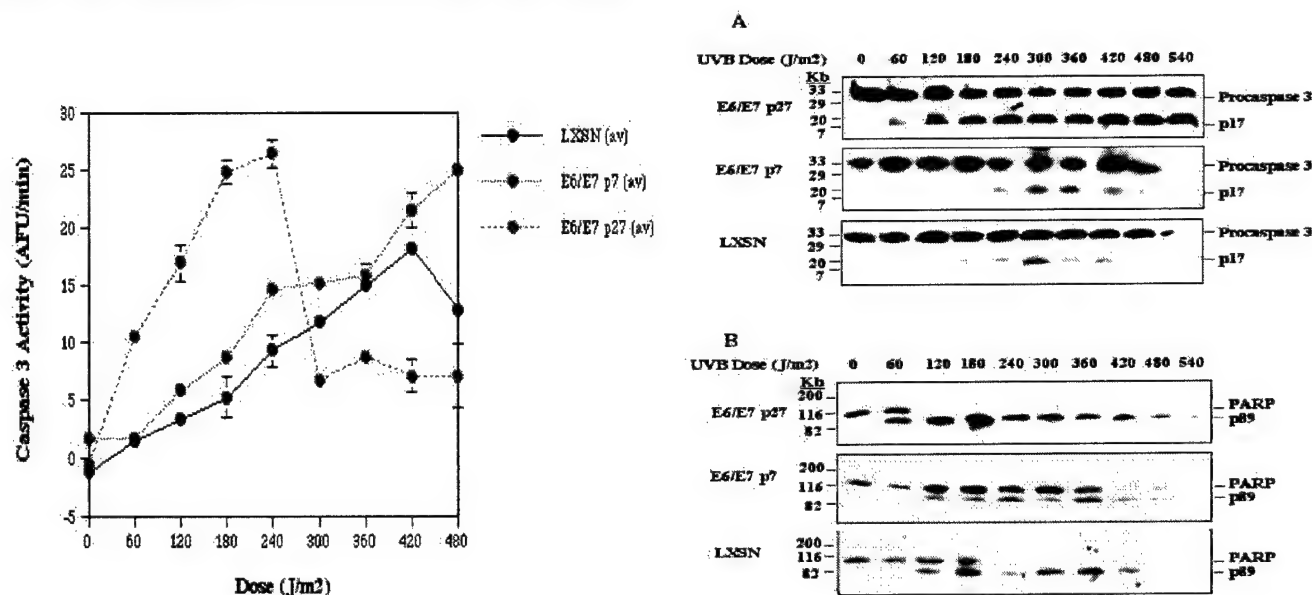 Caspase 3 Activity (AFU/min)
30
25
20
15
10
5
0
-5
0 60 120 180 240 300 360 420 480
Dose (J/m2)
LXSN (av)
E6/E7 p7 (av)
E6/E7 p27 (av)
A
UVB Dose (J/m2) 0 60 120 180 240 300 360 420 480 540
Kb
E6/E7 p27
33
29
20
7
Procaspase 3
p17
E6/E7 p7
33
29
20
7
Procaspase 3
p17
LXSN
33
29
20
7
Procaspase 3
p17
B
UVB Dose (J/m2) 0 60 120 180 240 300 360 420 480 540
Kb
E6/E7 p27
200
116
82
PARP
p89
E6/E7 p7
200
116
82
PARP
p89
LXSN
200
116
82
PARP
p89